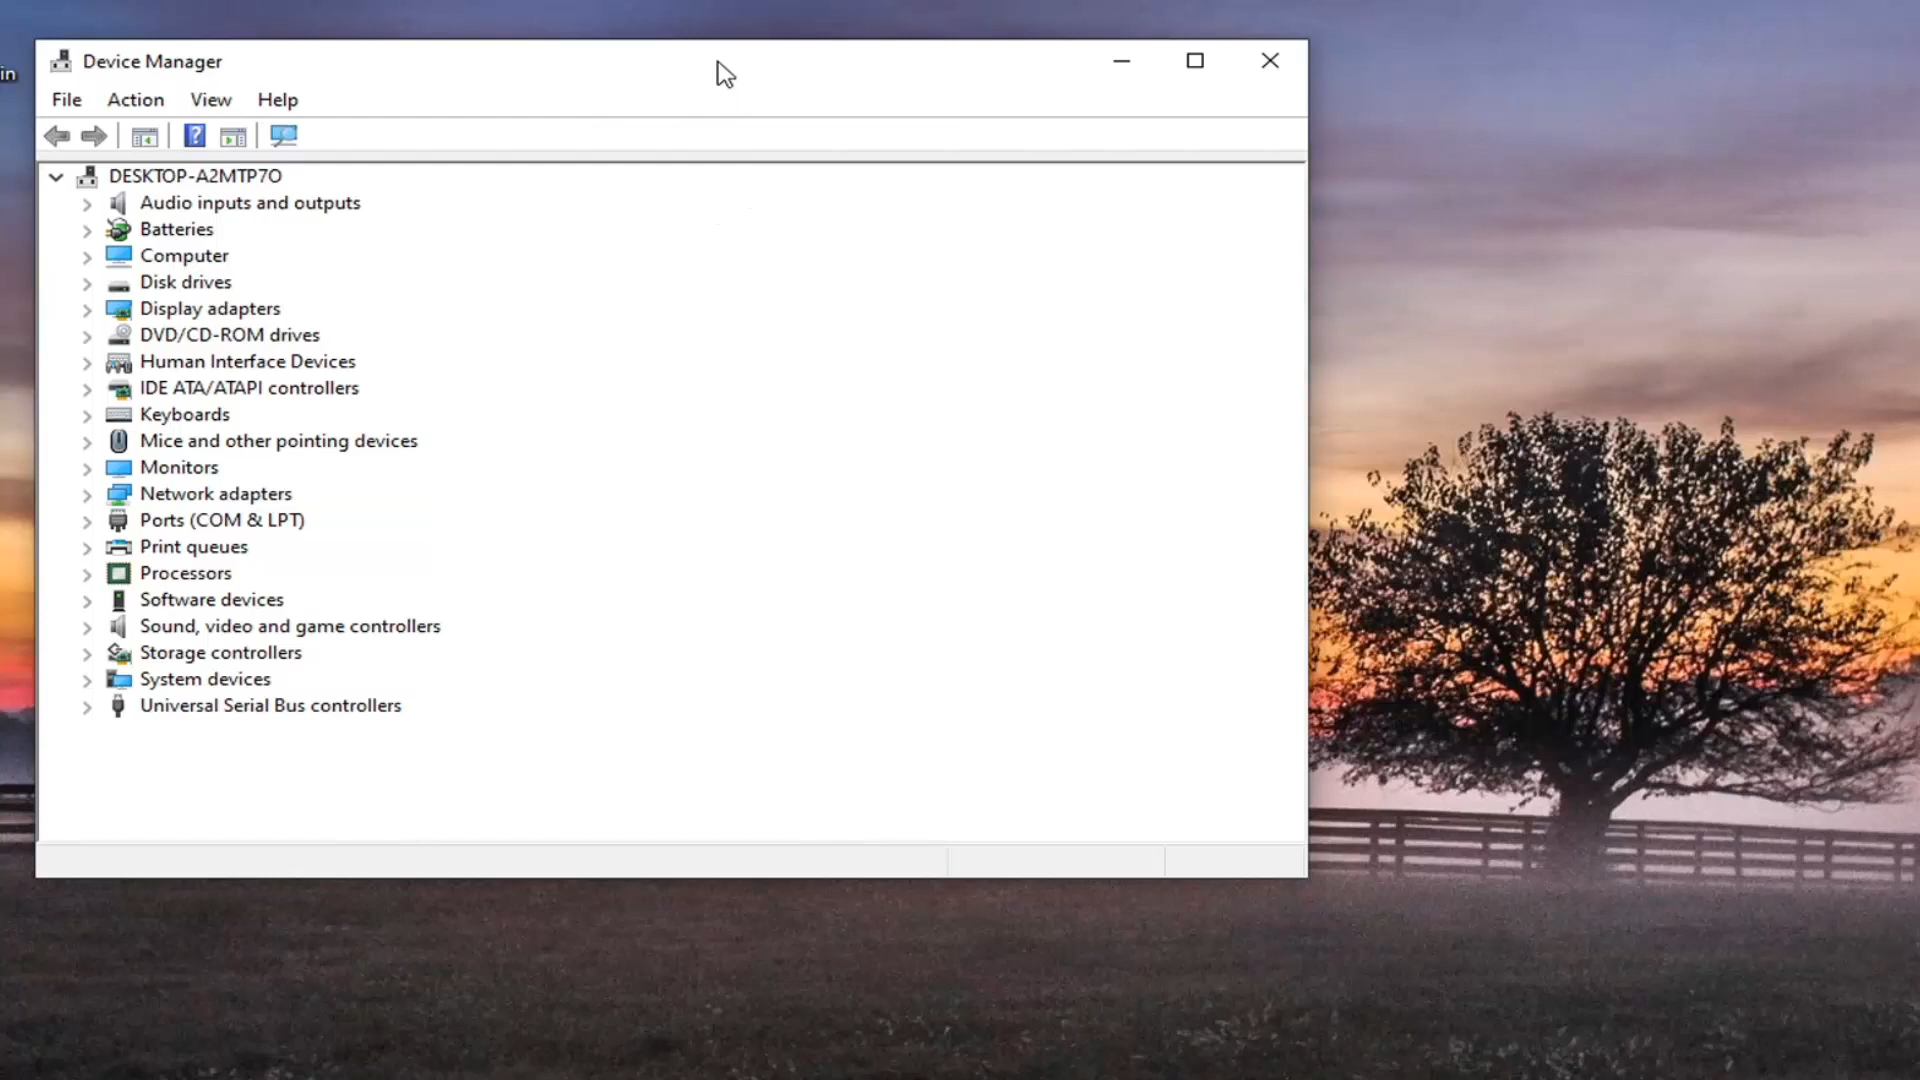 in
Device Manager
File Action View Help
DESKTOP-A2MTP7O
Audio inputs and outputs
Batteries
Computer
Disk drives
Display adapters
DVD/CD-ROM drives
Human Interface Devices
IDE ATA/ATAPI controllers
Keyboards
Mice and other pointing devices
Monitors
Network adapters
Ports (COM & LPT)
Print queues
Processors
Software devices
Sound, video and game controllers
Storage controllers
System devices
Universal Serial Bus controllers